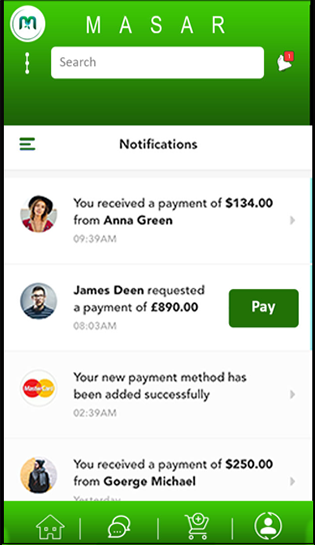 m
MASAR
Search
1
Notifications
You received a payment of $134.00
from Anna Green
09:39AM
James Deen requested
a payment of £890.00
08:03AM
Pay
MasterCard
Your new payment method has
been added successfully
02:39AM
You received a payment of $250.00
from Goerge Michael
Yesterday